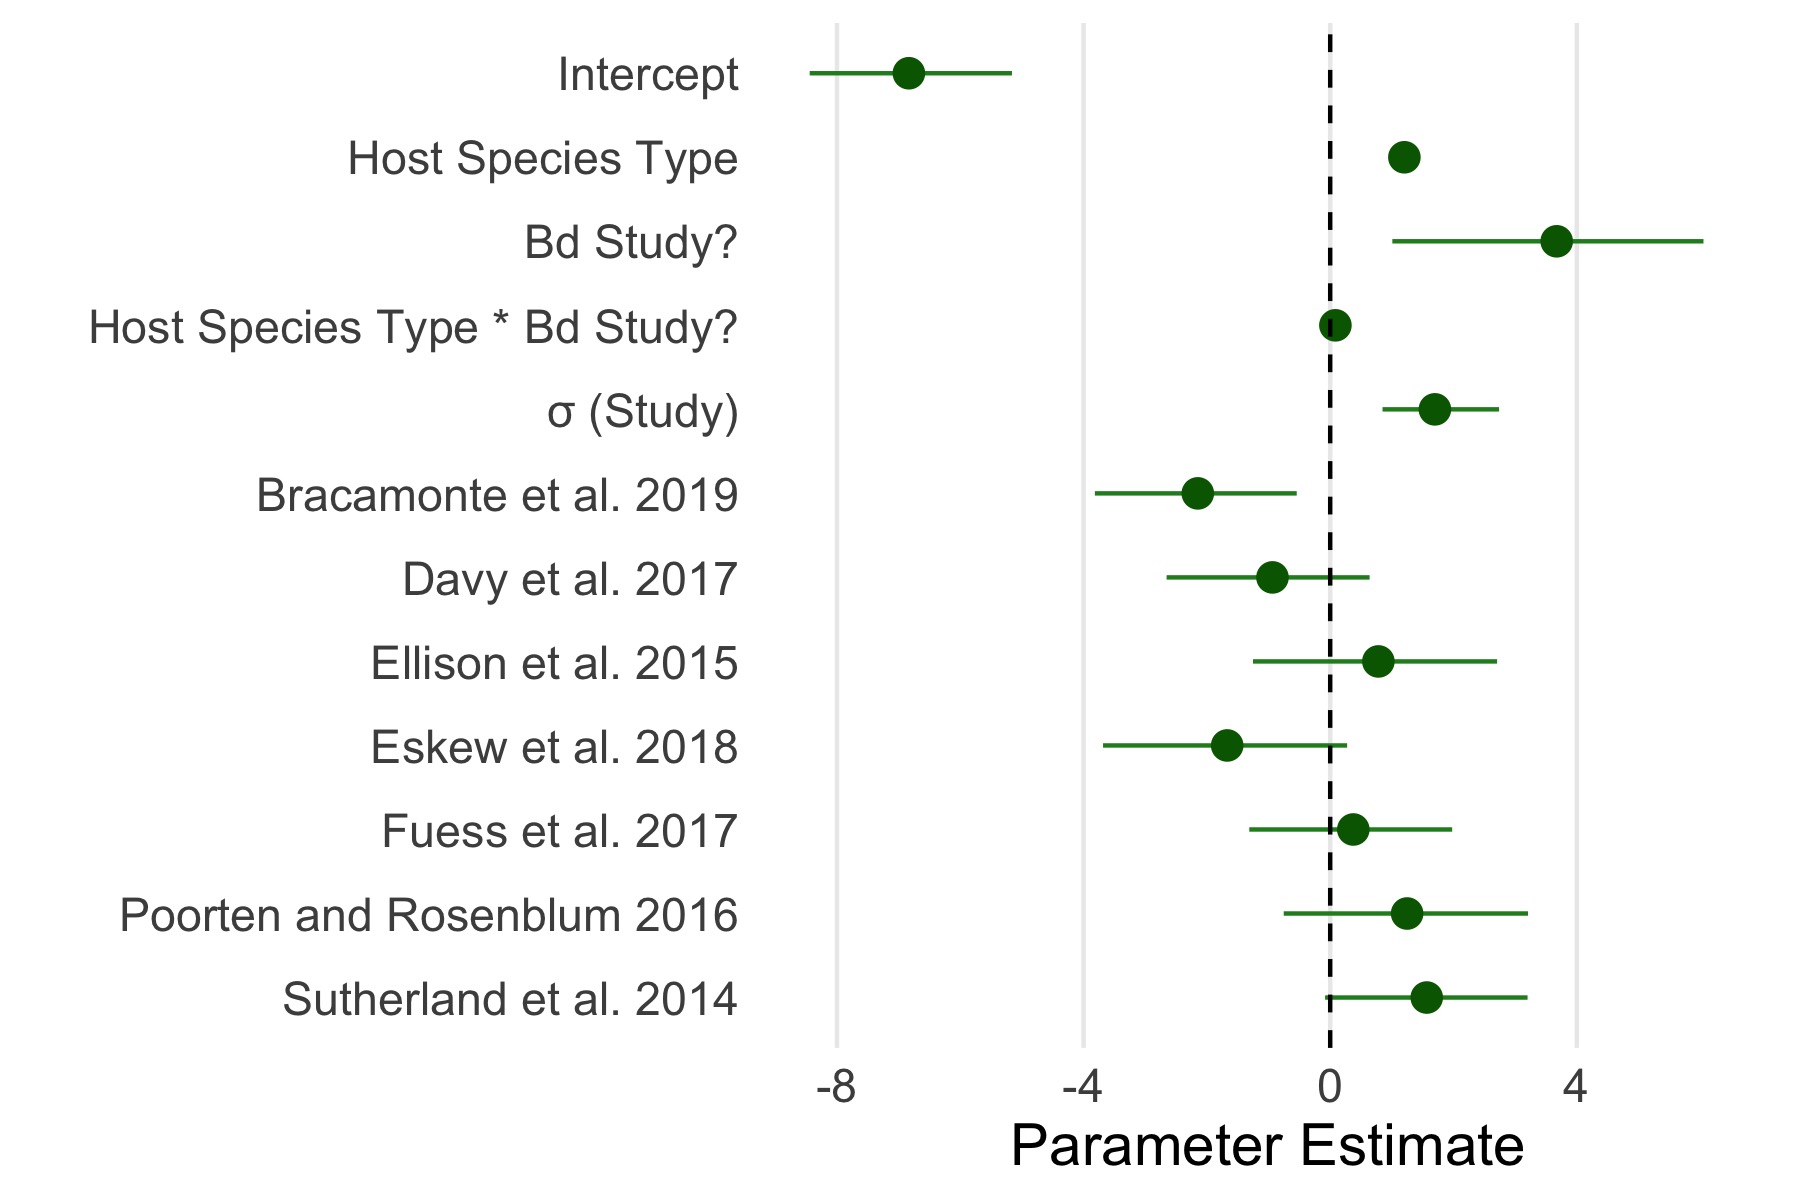 Intercept
Host Species Type
Bd Study?
Host Species Type * Bd Study?
σ (Study)
Bracamonte et al. 2019
Davy et al. 2017
Ellison et al. 2015
Eskew et al. 2018
Fuess et al. 2017
Poorten and Rosenblum 2016
Sutherland et al. 2014
-8 -4 0 4
Parameter Estimate